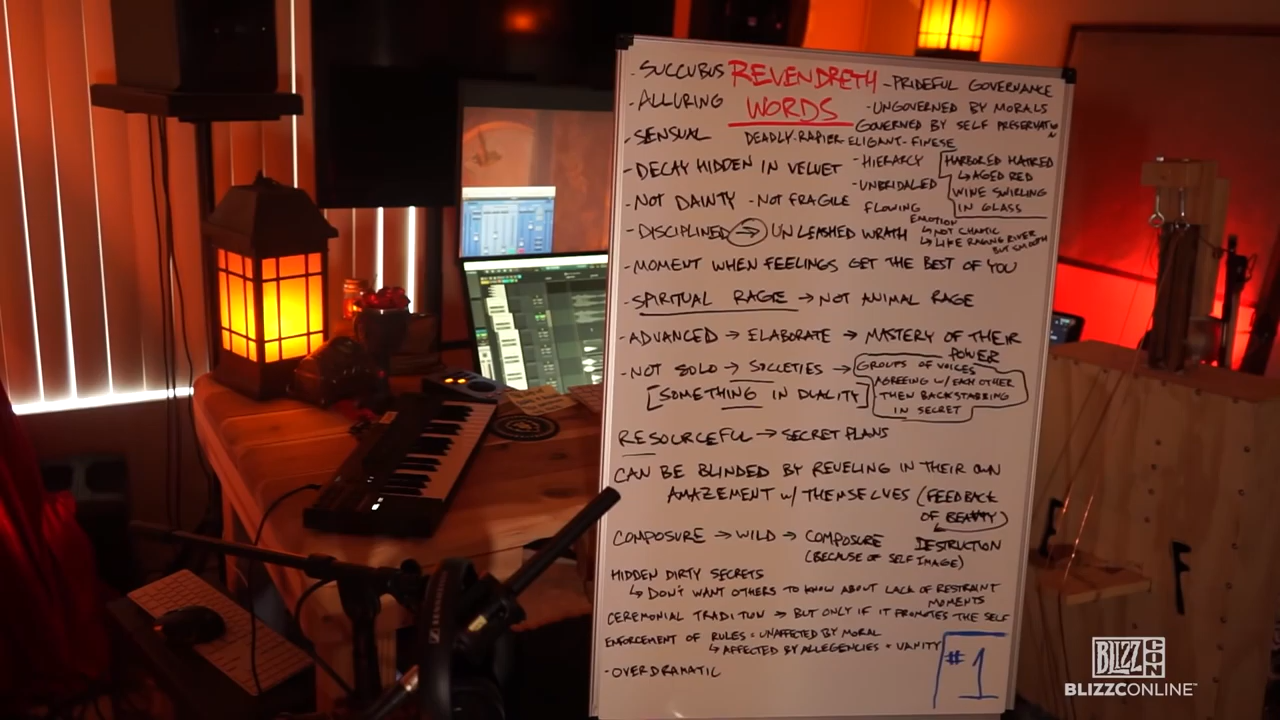 - SUCCUBUS REVENDRETH - PRIDEFUL GOVERNANCE
- ALLURING WORDS - UNGOVERNED BY MORALS
GOVERNED BY SELF PRESERVATION
- SENSUAL DEADLY - RAPIER - ELIGANT - FINESE
- DECAY HIDDEN IN VELVET - HIERARCY
HARBORED HATRED
↳ AGED RED
WINE SWIRLING
IN GLASS
- UNBRIDALED
- NOT DAINTY - NOT FRAGILE FLOWING
EMOTION
↳ NOT CHAOTIC
↳ LIKE RAGING RIVER
BUT SMOOTH
- DISCIPLINED → UNLEASHED WRATH
- MOMENT WHEN FEELINGS GET THE BEST OF YOU
- SPIRITUAL RAGE → NOT ANIMAL RAGE
- ADVANCED → ELABORATE → MASTERY OF THEIR
POWER
- NOT SOLO → SOCIETIES → GROUPS OF VOICES
AGREEING W/ EACH OTHER
THEN BACKSTABBING
IN SECRET
[SOMETHING IN DUALITY]
RESOURCEFUL → SECRET PLANS
CAN BE BLINDED BY REVELING IN THEIR OWN
AMAZEMENT W/ THEMSELVES (FEEDBACK
OF BEAUTY)
COMPOSURE → WILD → COMPOSURE DESTRUCTION
(BECAUSE OF SELF IMAGE)
HIDDEN DIRTY SECRETS
↳ DON'T WANT OTHERS TO KNOW ABOUT LACK OF RESTRAINT
MOMENTS
CEREMONIAL TRADITION → BUT ONLY IF IT PROMOTES THE SELF
ENFORCEMENT OF RULES = UNAFFECTED BY MORAL
↳ AFFECTED BY ALLEGENCIES + VANITY
- OVERDRAMATIC
#1
SENNHEISER
BLIZZCON
BLIZZCONLINE™